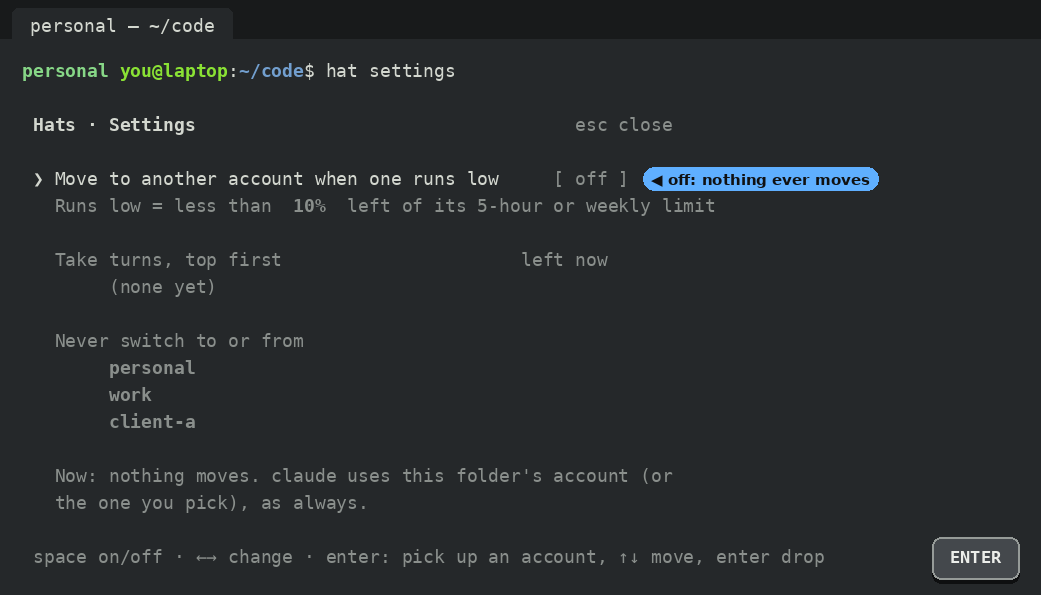 personal — ~/code
personal you@laptop:~/code$ hat settings
Hats · Settings esc close
❯ Move to another account when one runs low [ off ] ◀ off: nothing ever moves
Runs low = less than 10% left of its 5-hour or weekly limit
Take turns, top first left now
(none yet)
Never switch to or from
personal
work
client-a
Now: nothing moves. claude uses this folder's account (or
the one you pick), as always.
space on/off · ←→ change · enter: pick up an account, ↑↓ move, enter drop
ENTER